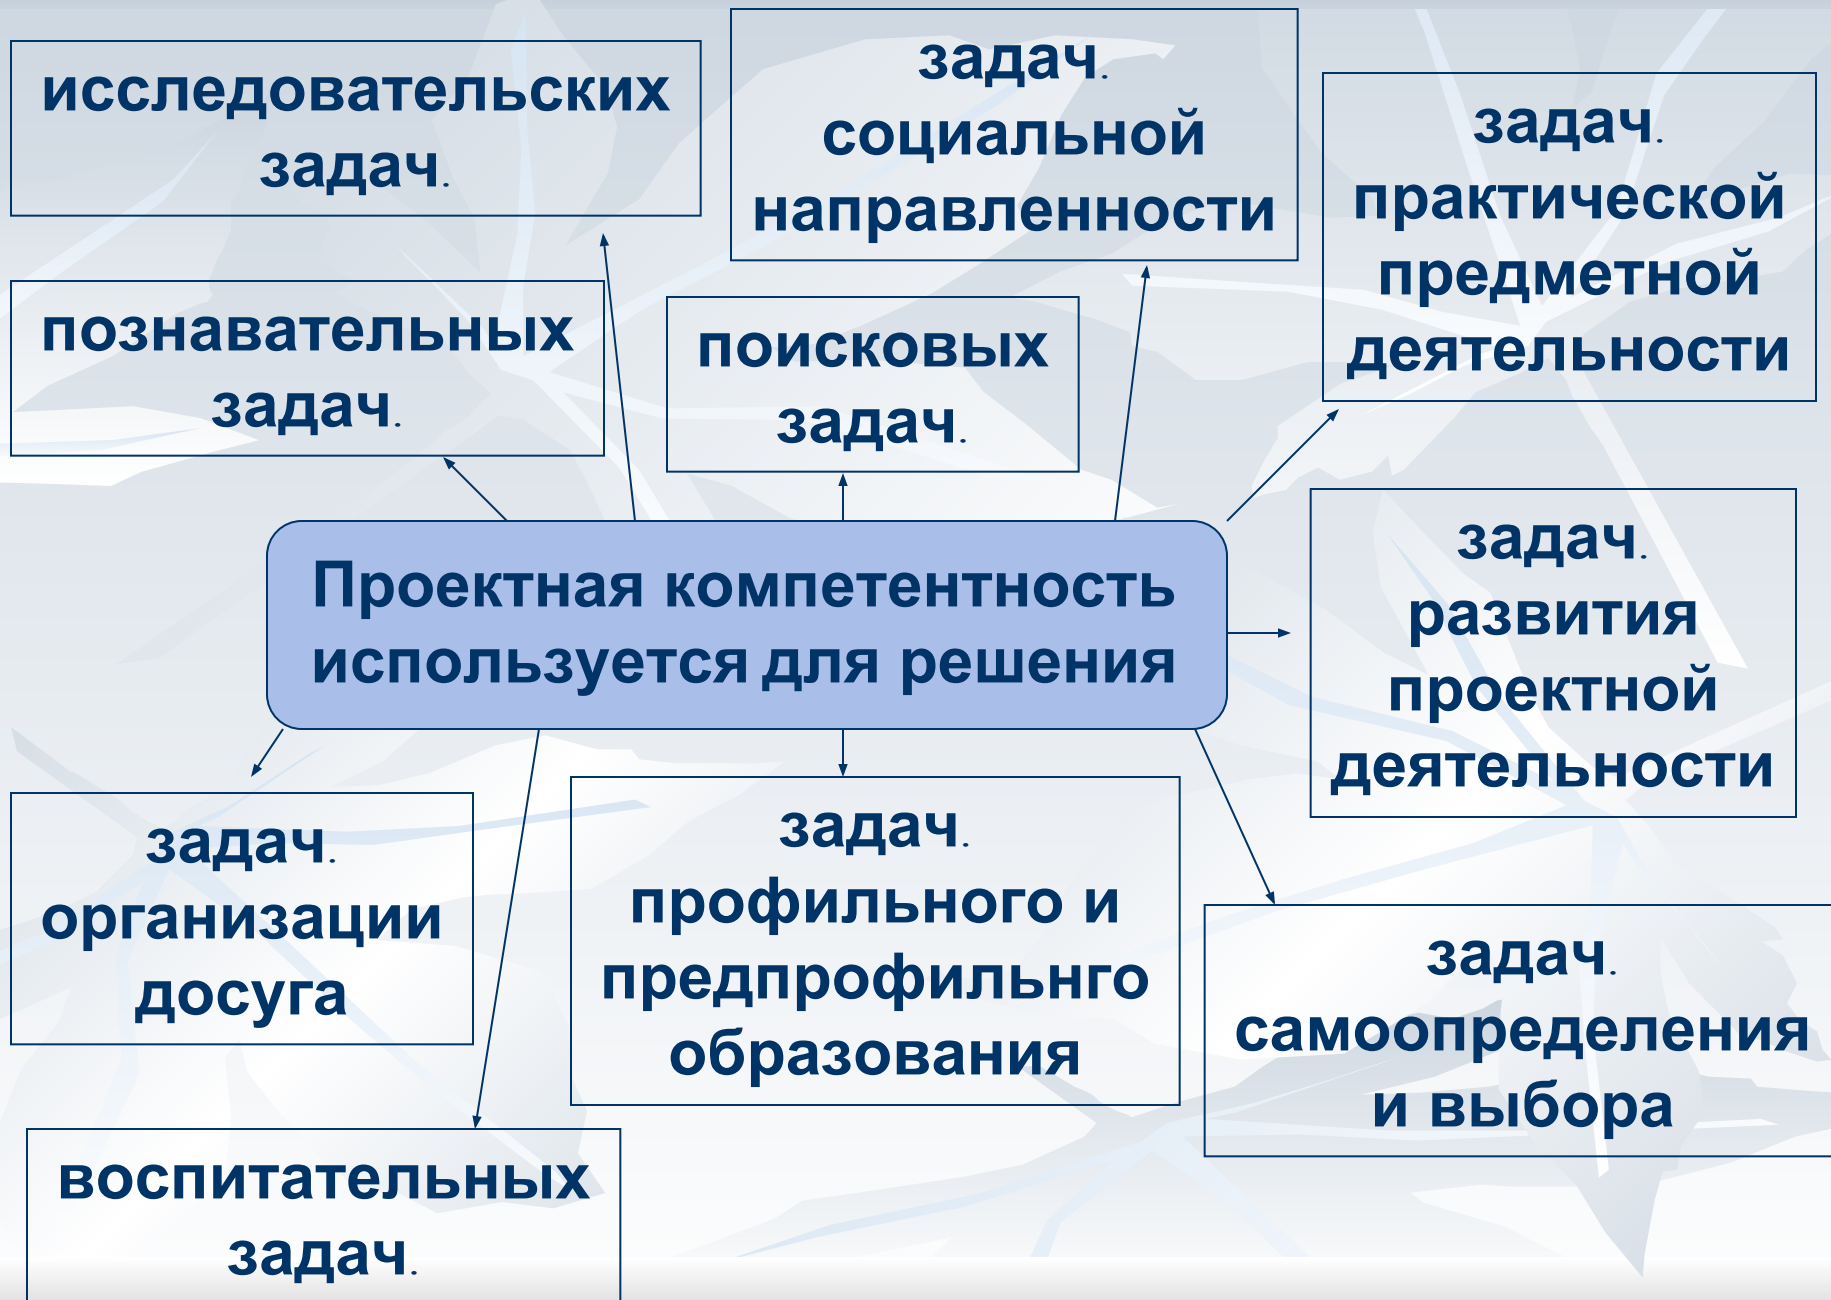 исследовательских
задач.
задач.
социальной
направленности
задач.
практической
предметной
деятельности
познавательных
задач.
поисковых
задач.
Проектная компетентность
используется для решения
задач.
развития
проектной
деятельности
задач.
организации
досуга
задач.
профильного и
предпрофильнго
образования
задач.
самоопределения
и выбора
воспитательных
задач.